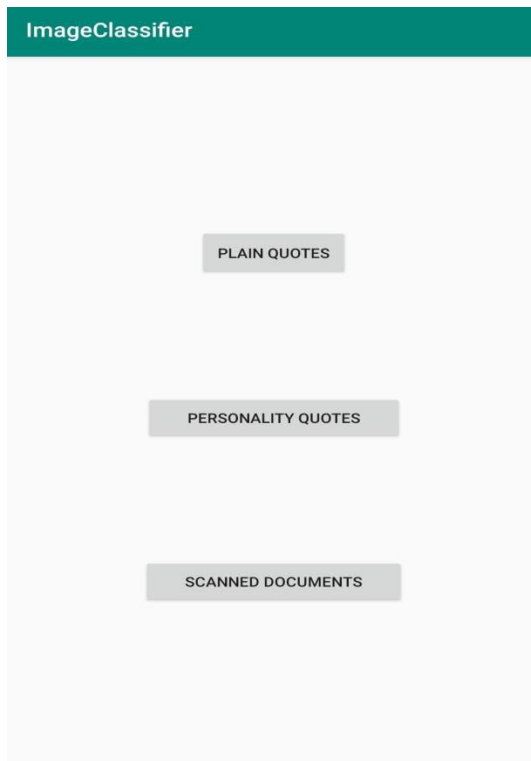 ImageClassifier
PLAIN QUOTES
PERSONALITY QUOTES
SCANNED DOCUMENTS